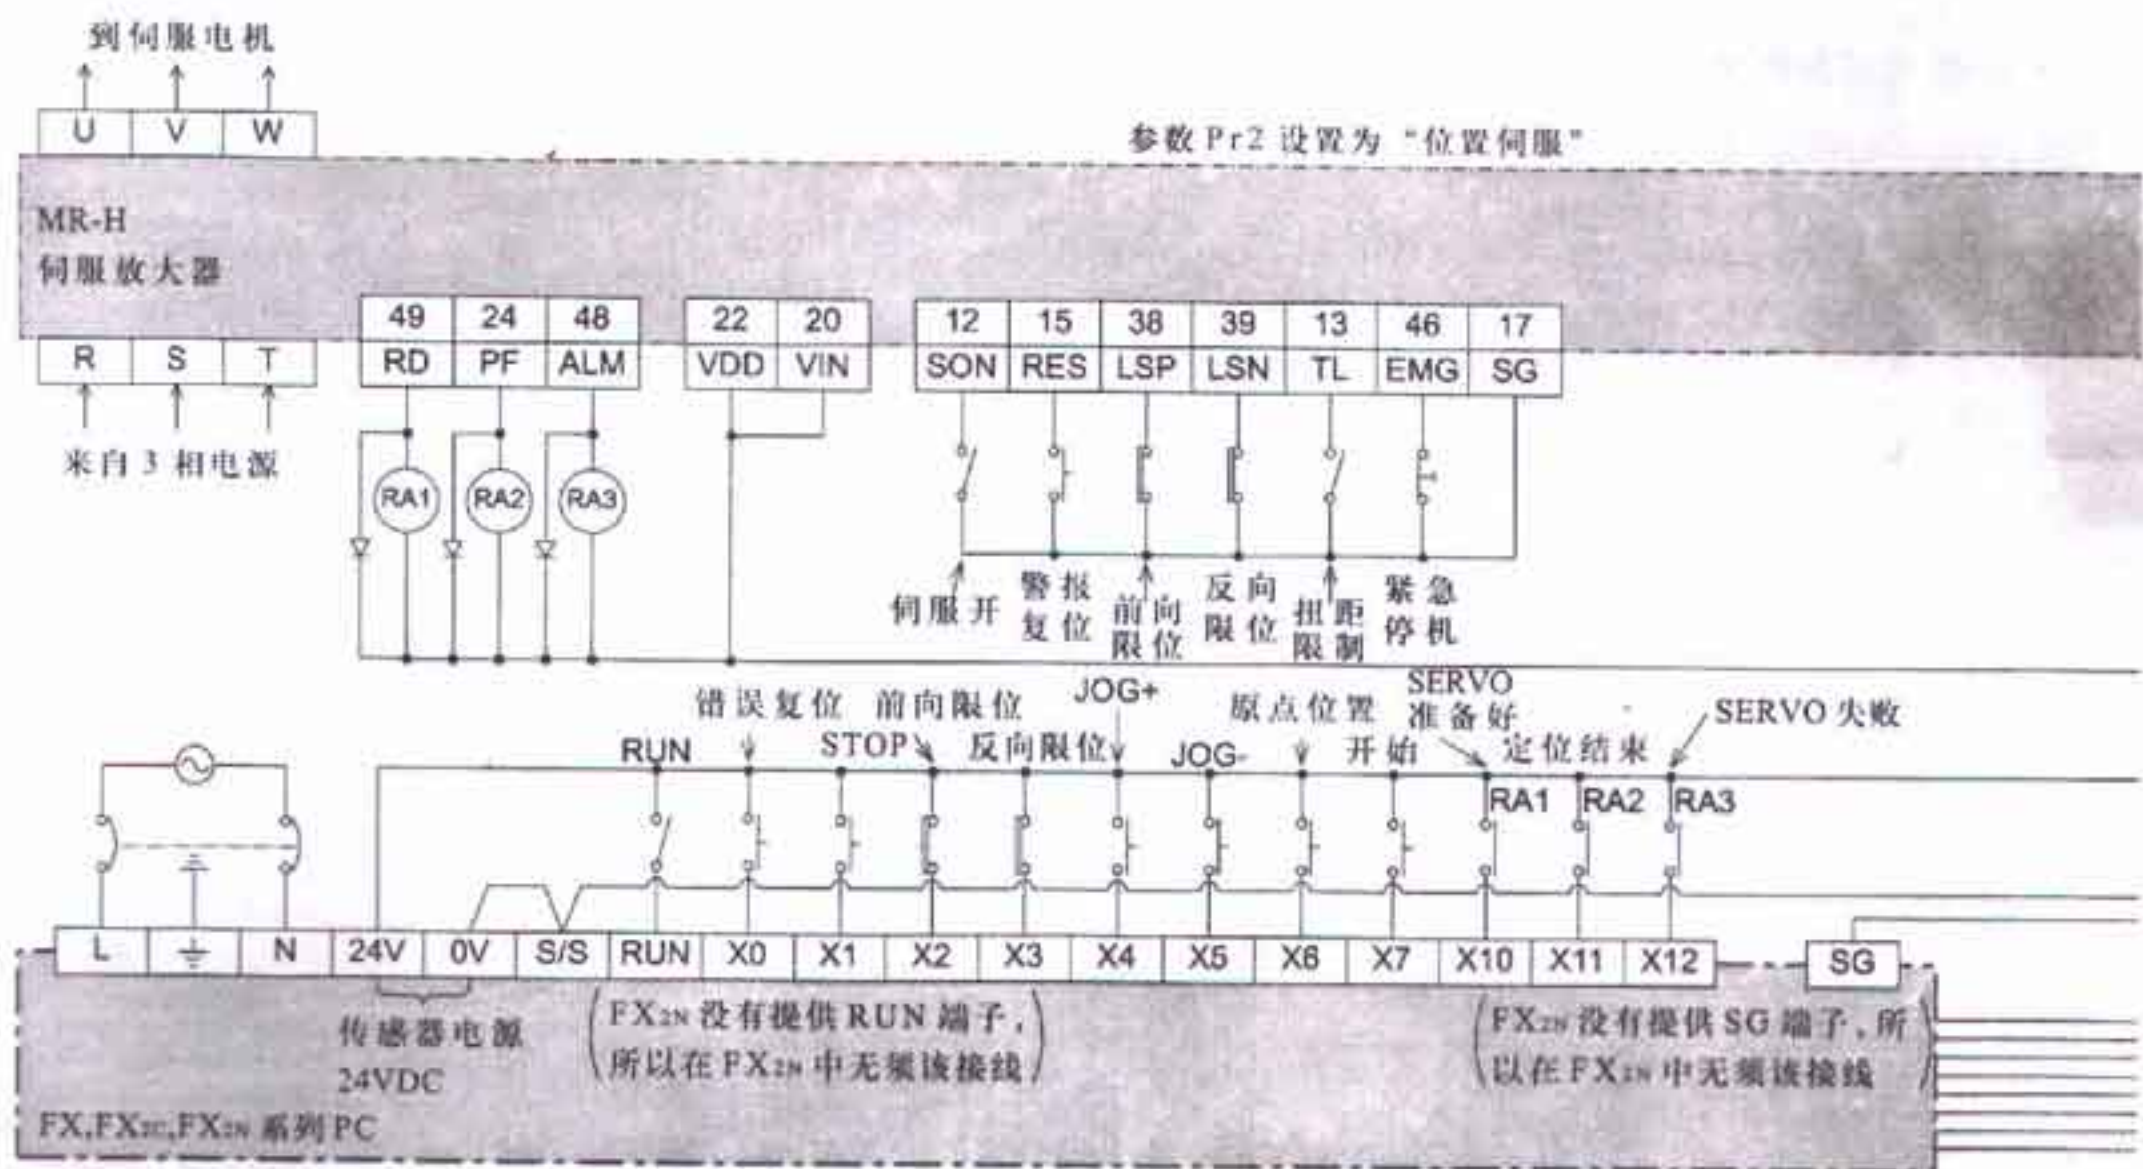 到伺服电机
U V W
参数 Pr2 设置为 “位置伺服”
MR-H
伺服放大器
49 24 48 22 20 12 15 38 39 13 46 17
R S T RD PF ALM VDD VIN SON RES LSP LSN TL EMG SG
来自 3 相电源
RA1 RA2 RA3
伺服开
警报
复位
前向
限位
反向
限位
扭距
限制
紧急
停机
RUN
错误复位
STOP
前向限位
反向限位
JOG+
JOG-
原点位置
开始
SERVO
准备好
定位结束
SERVO 失败
RA1 RA2 RA3
L N 24V 0V S/S RUN X0 X1 X2 X3 X4 X5 X6 X7 X10 X11 X12 SG
传感器电源
24VDC
(FX2N 没有提供 RUN 端子,
所以在 FX2N 中无须该接线)
(FX2N 没有提供 SG 端子,所
以在 FX2N 中无须该接线)
FX,FX2C,FX2N 系列 PC